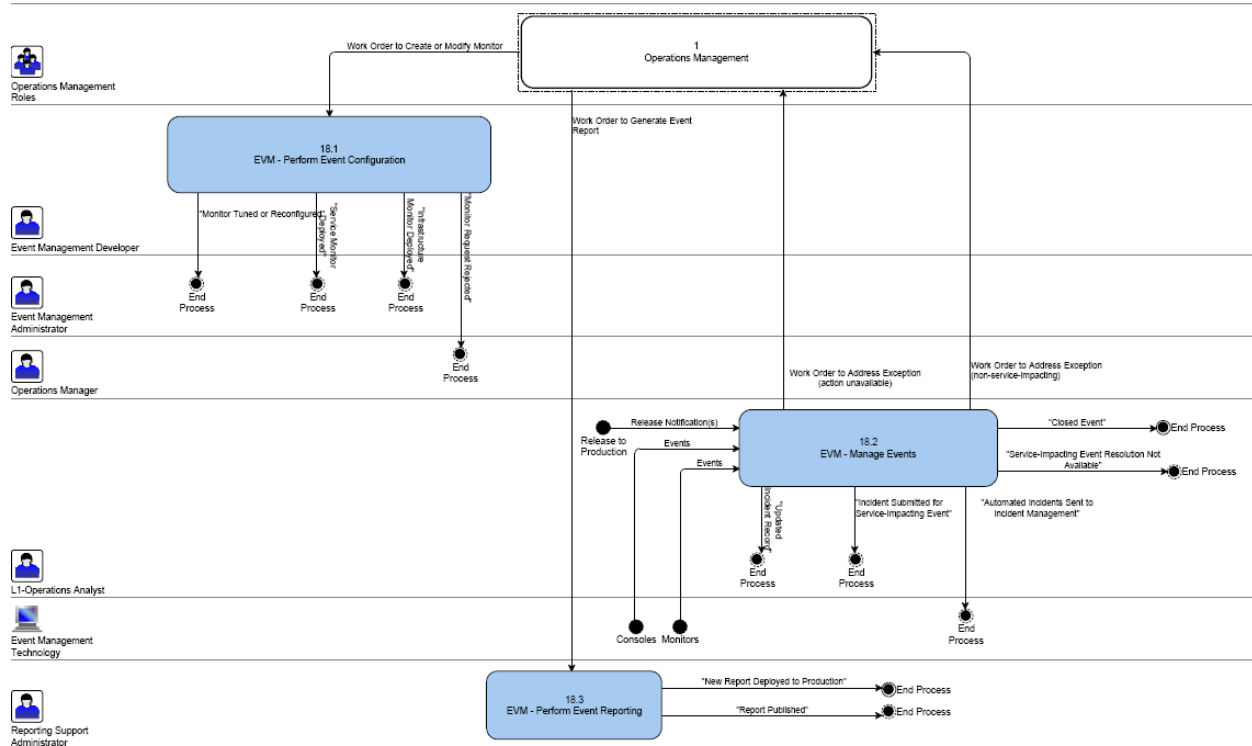 Operations Management
Roles
Work Order to Create or Modify Monitor
1
Operations Management
Work Order to Generate Event
Report
18.1
EVM - Perform Event Configuration
"Monitor Tuned or Reconfigured"
"Service Monitor
Deployed"
"Infrastructure
Monitor Deployed"
"Monitor Request Rejected"
Event Management Developer
End
Process
End
Process
End
Process
Event Management
Administrator
End
Process
Operations Manager
Work Order to Address Exception
(action unavailable)
Work Order to Address Exception
(non-service-impacting)
Release to
Production
Release Notification(s)
Events
Events
18.2
EVM - Manage Events
"Closed Event"
End Process
"Service-Impacting Event Resolution Not
Available"
End Process
"Updated
Incident Record"
"Incident Submitted for
Service-Impacting Event"
"Automated Incidents Sent to
Incident Management"
End
Process
End
Process
L1-Operations Analyst
End
Process
Consoles
Monitors
Event Management
Technology
18.3
EVM - Perform Event Reporting
"New Report Deployed to Production"
End Process
"Report Published"
End Process
Reporting Support
Administrator